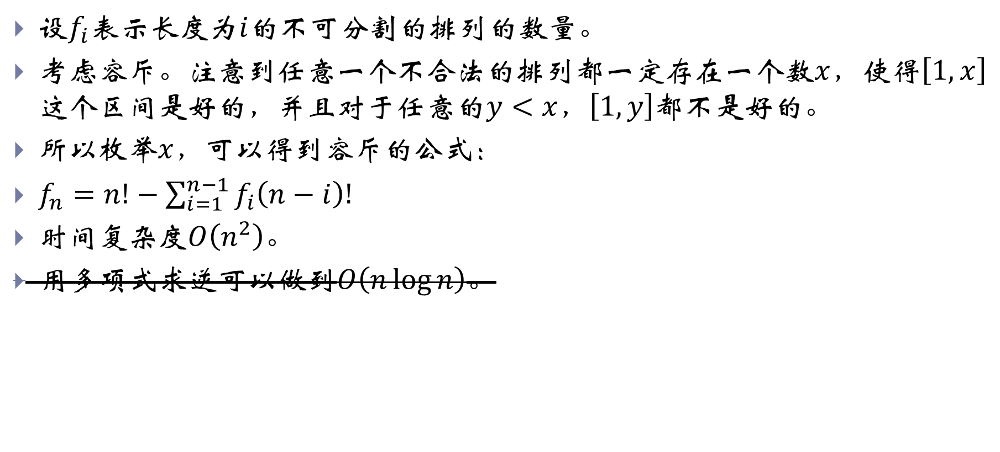 设$f_i$表示长度为$i$的不可分割的排列的数量。
考虑容斥。注意到任意一个不合法的排列都一定存在一个数$x$，使得$[1,x]$
这个区间是好的，并且对于任意的$y<x$，$[1,y]$都不是好的。
所以枚举$x$，可以得到容斥的公式：
$f_n = n! - \sum_{i=1}^{n-1} f_i(n-i)!$
时间复杂度$O(n^2)$。
用多项式求逆可以做到$O(n \log n)$。